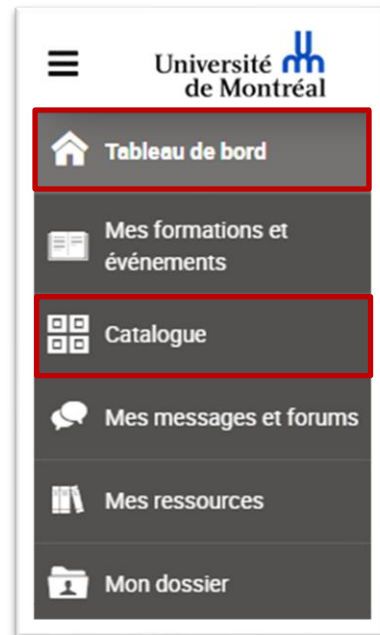 Université
de Montréal
Tableau de bord
Mes formations et
événements
Catalogue
Mes messages et forums
Mes ressources
Mon dossier